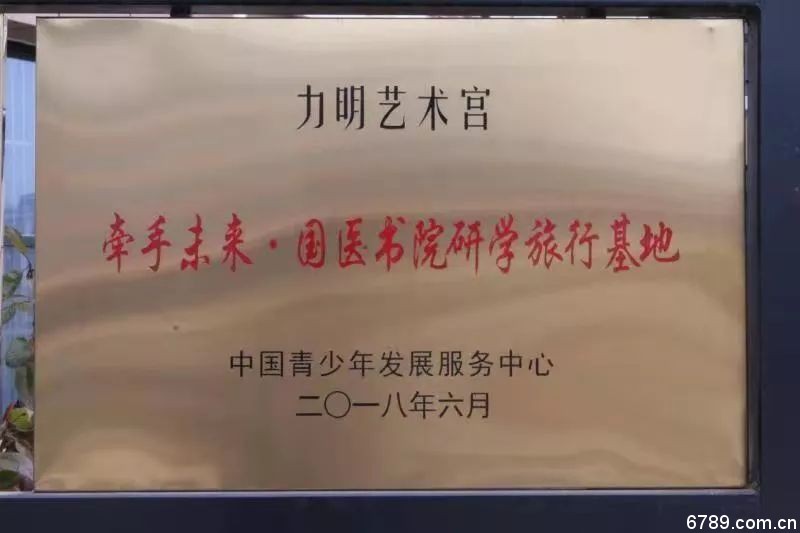 力明艺术宫
牵手未来·国医书院研学旅行基地
中国青少年发展服务中心
二〇一八年六月
6789.com.cn